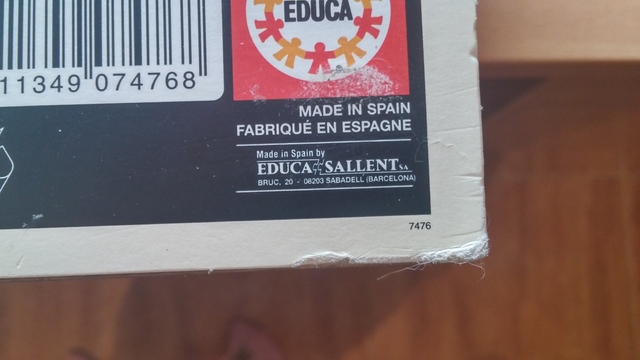 EDUCA
11349 074768
MADE IN SPAIN
FABRIQUÉ EN ESPAGNE
Made in Spain by
EDUCA SALLENT S.A.
BRUC, 20 - 08203 SABADELL (BARCELONA)
7476